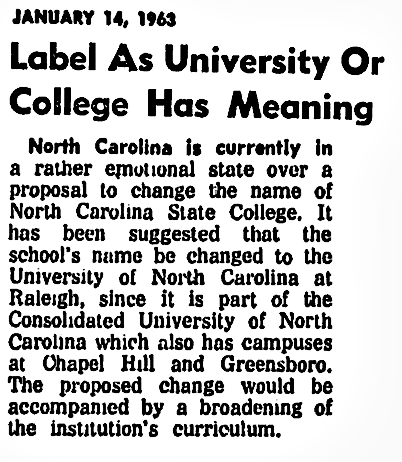 JANUARY 14, 1963
Label As University Or
College Has Meaning
North Carolina is currently in
a rather emotional state over a
proposal to change the name of
North Carolina State College. It
has been suggested that the
school's name be changed to the
University of North Carolina at
Raleigh, since it is part of the
Consolidated University of North
Carolina which also has campuses
at Chapel Hill and Greensboro.
The proposed change would be
accompanied by a broadening of
the institution's curriculum.